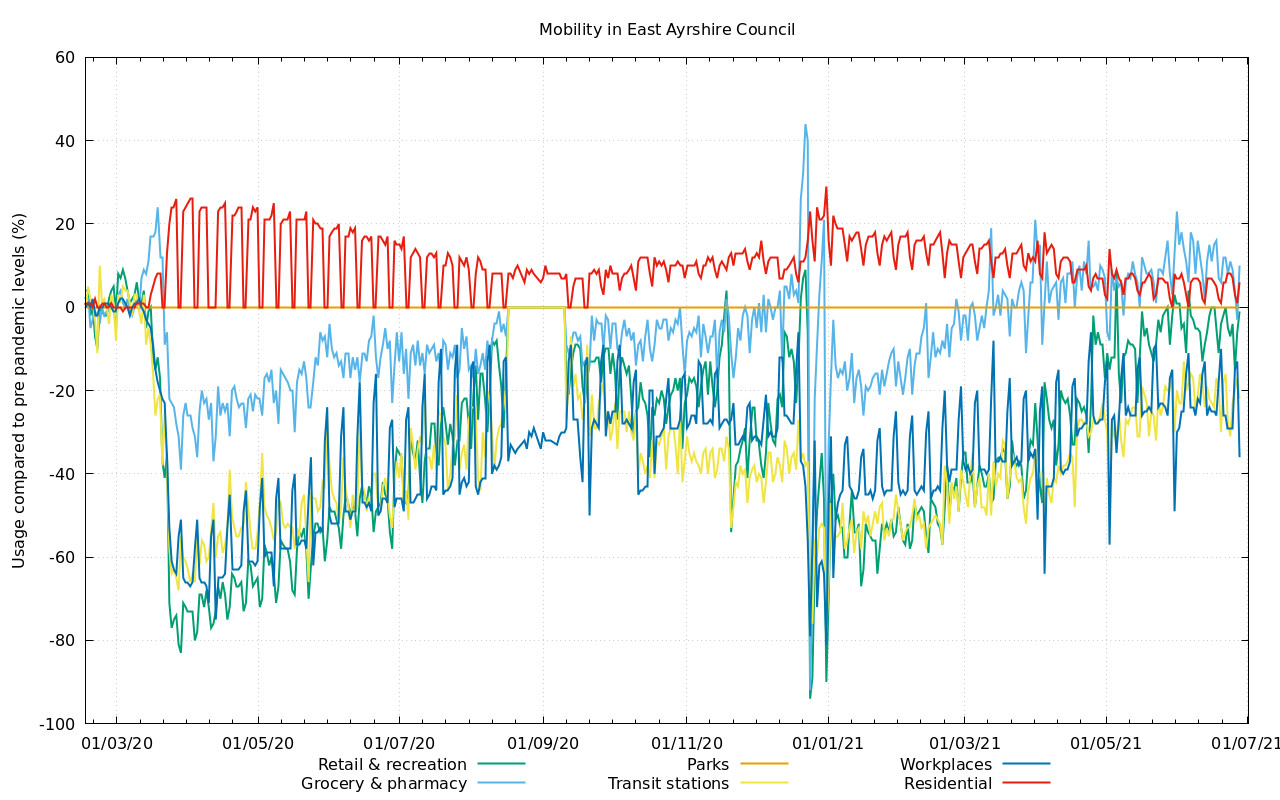 Mobility in East Ayrshire Council
Usage compared to pre pandemic levels (%)
60
40
20
0
-20
-40
-60
-80
-100
01/03/20 01/05/20 01/07/20 01/09/20 01/11/20 01/01/21 01/03/21 01/05/21 01/07/21
Retail & recreation Parks Workplaces
Grocery & pharmacy Transit stations Residential